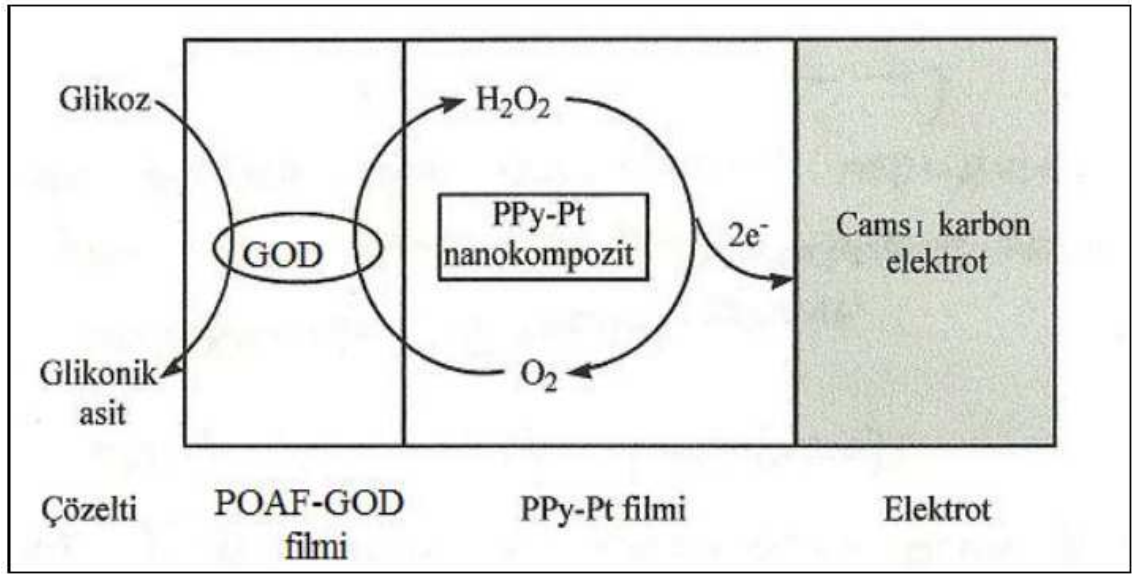 Glikoz
H₂O₂
PPy-Pt
nanokompozit
GOD
2e⁻
Camsı karbon
elektrot
O₂
Glikonik
asit
Çözelti
POAF-GOD
filmi
PPy-Pt filmi
Elektrot